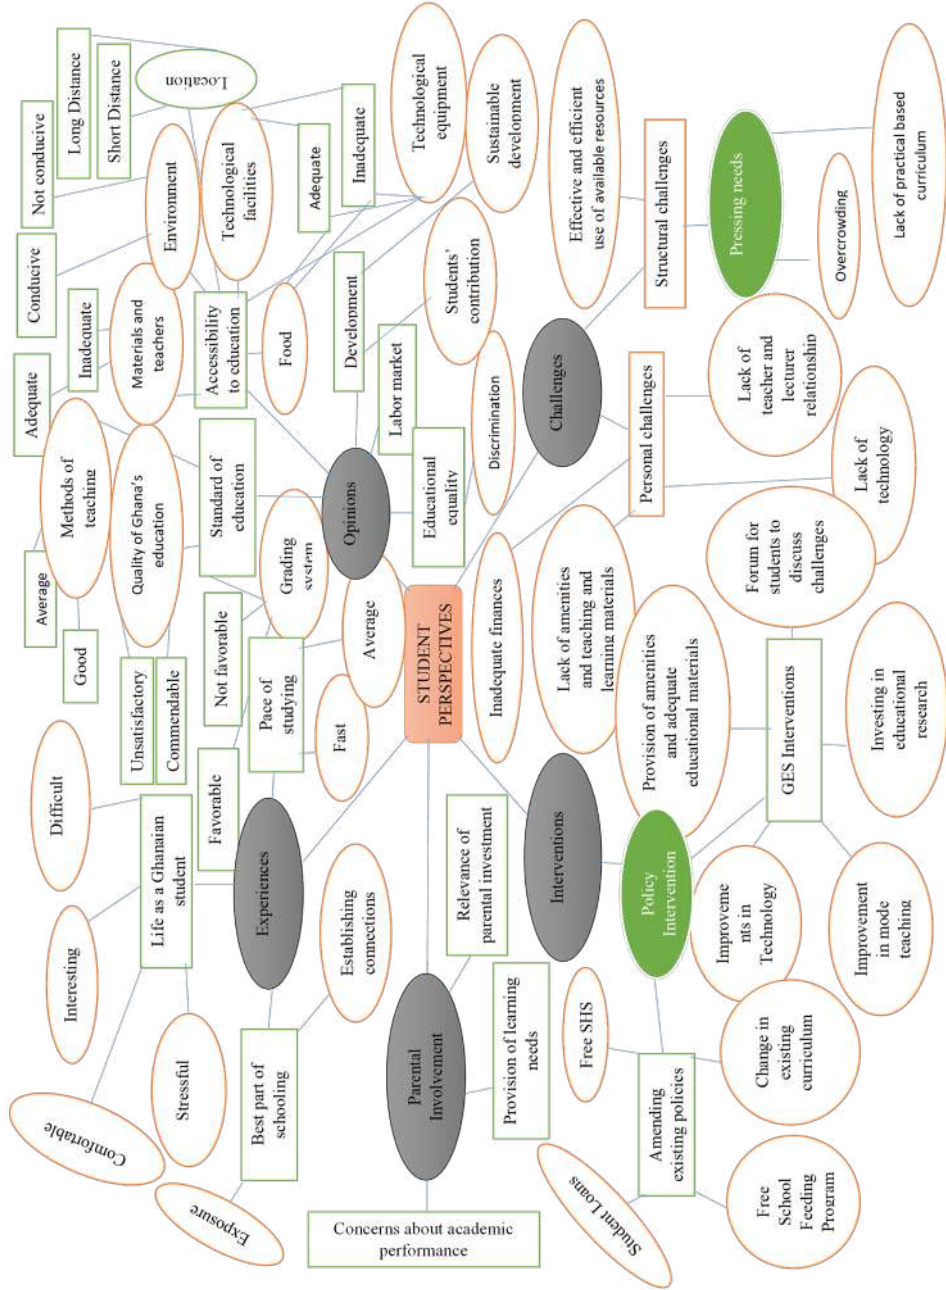 Comfortable
Interesting
Difficult
Good
Average
Adequate
Conducive
Not conducive
Methods of
teaching
Inadequate
Long Distance
Short Distance
Stressful
Life as a Ghanaian
student
Unsatisfactory
Commendable
Quality of Ghana's
education
Materials and
teachers
Environment
Location
Exposure
Best part of
schooling
Experiences
Favorable
Not favorable
Standard of
education
Accessibility
to education
Technological
facilities
Establishing
connections
Pace of
studying
Grading
system
Food
Adequate
Inadequate
Fast
Average
Opinions
Development
Technological
equipment
Concerns about academic
performance
Parental
Involvement
Relevance of
parental investment
STUDENT
PERSPECTIVES
Labor market
Educational
equality
Students'
contribution
Sustainable
development
Provision of learning
needs
Inadequate finances
Discrimination
Student Loans
Free SHS
Interventions
Lack of amenities
and teaching and
learning materials
Challenges
Effective and efficient
use of available resources
Amending
existing policies
Policy
Intervention
Provision of amenities
and adequate
educational materials
Personal challenges
Structural challenges
Free
School
Feeding
Program
Change in
existing
curriculum
Improveme
nts in
Technology
GES Interventions
Forum for
students to
discuss
challenges
Lack of
teacher and
lecturer
relationship
Pressing needs
Improvement
in mode
teaching
Investing in
educational
research
Lack of
technology
Overcrowding
Lack of practical based
curriculum